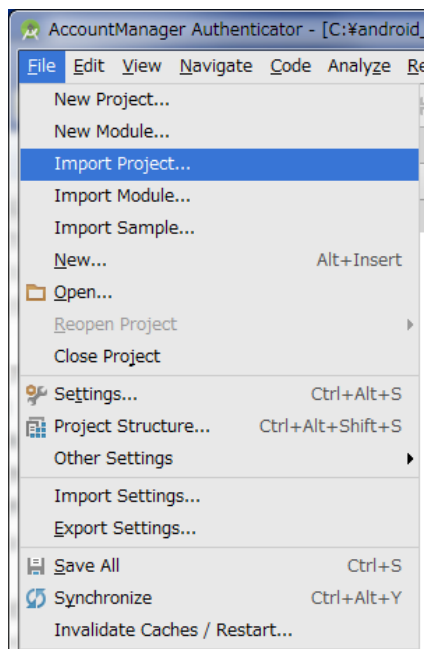 AccountManager Authenticator - [C:¥android_
File Edit View Navigate Code Analyze Re
New Project...
New Module...
Import Project...
Import Module...
Import Sample...
New... Alt+Insert
Open...
Reopen Project
Close Project
Settings... Ctrl+Alt+S
Project Structure... Ctrl+Alt+Shift+S
Other Settings
Import Settings...
Export Settings...
Save All Ctrl+S
Synchronize Ctrl+Alt+Y
Invalidate Caches / Restart...